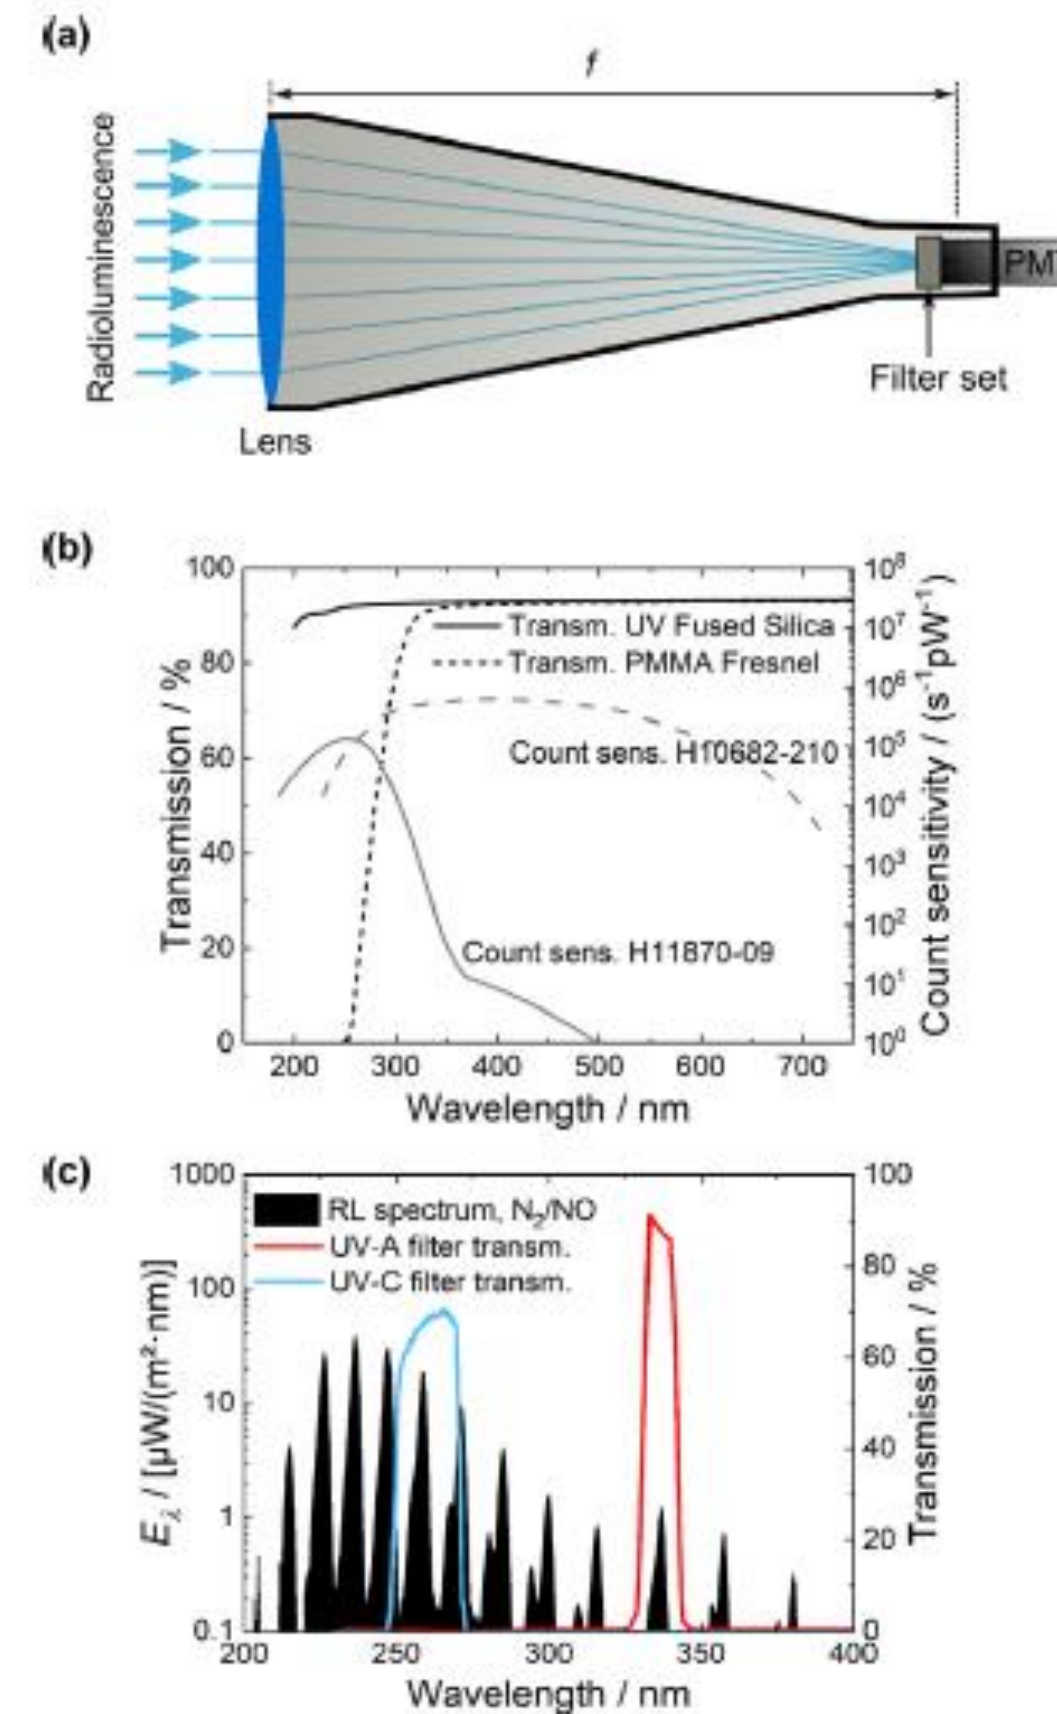 (a)
f
Radioluminescence
PMT
Filter set
Lens
(b)
100
80
60
40
20
0
Transmission / %
10^8
10^7
10^6
10^5
10^4
10^3
10^2
10^1
10^0
Count sensitivity / (s^-1 pW^-1)
Transm. UV Fused Silica
Transm. PMMA Fresnel
Count sens. H10682-210
Count sens. H11870-09
200 300 400 500 600 700
Wavelength / nm
(c)
1000
100
10
1
0.1
E_λ / [μW/(m²·nm)]
RL spectrum, N₂/NO
UV-A filter transm.
UV-C filter transm.
100
80
60
40
20
0
Transmission / %
200 250 300 350 400
Wavelength / nm